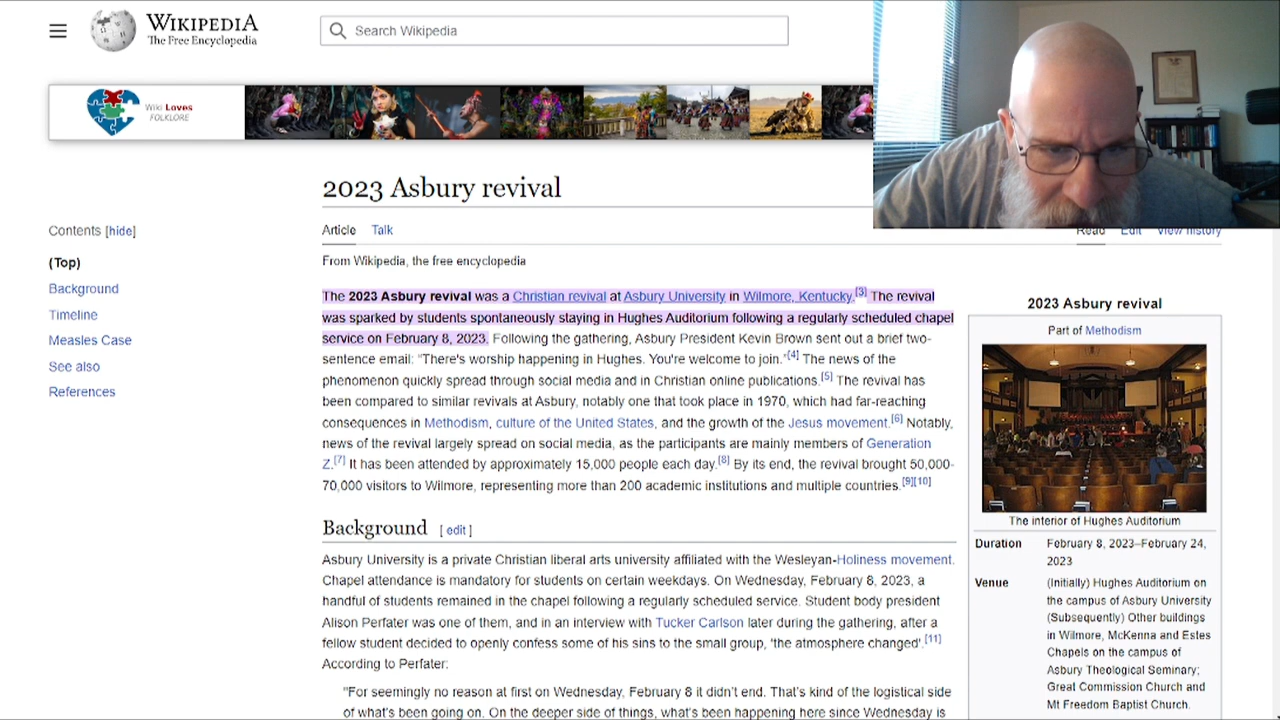 WIKIPEDIA
The Free Encyclopedia
Search Wikipedia
Wiki Loves
FOLKLORE
2023 Asbury revival
Contents [hide]
(Top)
Background
Timeline
Measles Case
See also
References
Article Talk
Read Edit View history
From Wikipedia, the free encyclopedia
The 2023 Asbury revival was a Christian revival at Asbury University in Wilmore, Kentucky.[3] The revival
was sparked by students spontaneously staying in Hughes Auditorium following a regularly scheduled chapel
service on February 8, 2023. Following the gathering, Asbury President Kevin Brown sent out a brief two-
sentence email: "There's worship happening in Hughes. You're welcome to join."[4] The news of the
phenomenon quickly spread through social media and in Christian online publications.[5] The revival has
been compared to similar revivals at Asbury, notably one that took place in 1970, which had far-reaching
consequences in Methodism, culture of the United States, and the growth of the Jesus movement.[6] Notably,
news of the revival largely spread on social media, as the participants are mainly members of Generation
Z.[7] It has been attended by approximately 15,000 people each day.[8] By its end, the revival brought 50,000-
70,000 visitors to Wilmore, representing more than 200 academic institutions and multiple countries.[9][10]
Background [ edit ]
Asbury University is a private Christian liberal arts university affiliated with the Wesleyan-Holiness movement.
Chapel attendance is mandatory for students on certain weekdays. On Wednesday, February 8, 2023, a
handful of students remained in the chapel following a regularly scheduled service. Student body president
Alison Perfater was one of them, and in an interview with Tucker Carlson later during the gathering, after a
fellow student decided to openly confess some of his sins to the small group, 'the atmosphere changed'.[11]
According to Perfater:
"For seemingly no reason at first on Wednesday, February 8 it didn't end. That's kind of the logistical side
of what's been going on. On the deeper side of things, what's been happening here since Wednesday is
2023 Asbury revival
Part of Methodism
The interior of Hughes Auditorium
Duration February 8, 2023–February 24,
2023
Venue (Initially) Hughes Auditorium on
the campus of Asbury University
(Subsequently) Other buildings
in Wilmore, McKenna and Estes
Chapels on the campus of
Asbury Theological Seminary;
Great Commission Church and
Mt Freedom Baptist Church.